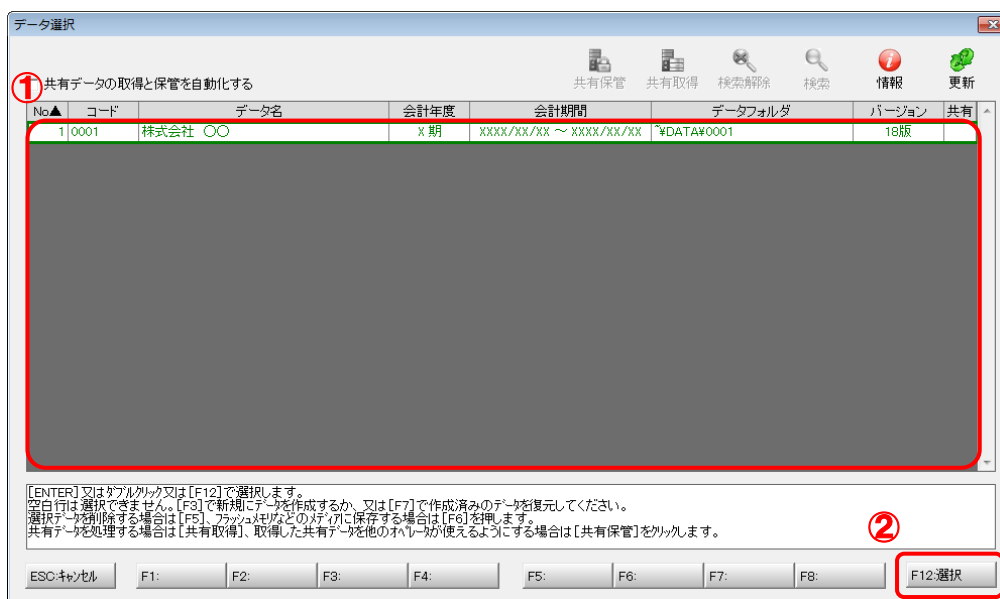 データ選択
① 共有データの取得と保管を自動化する
共有保管 共有取得 検索解除 検索 情報 更新
No▲ コード データ名 会計年度 会計期間 データフォルダ バージョン 共有
1 0001 株式会社 〇〇 X 期 XXXX/XX/XX ～ XXXX/XX/XX ~¥DATA¥0001 18版
[ENTER]又はダブルクリック又は[F12]で選択します。
空白行は選択できません。[F3]で新規にデータを作成するか、又は[F7]で作成済みのデータを復元してください。
選択データを削除する場合は[F5]、フラッシュメモリなどのメディアに保存する場合は[F6]を押します。
共有データを処理する場合は[共有取得]、取得した共有データを他のオペレータが使えるようにする場合は[共有保管]をクリックします。
②
ESC:キャンセル F1: F2: F3: F4: F5: F6: F7: F8: F12:選択